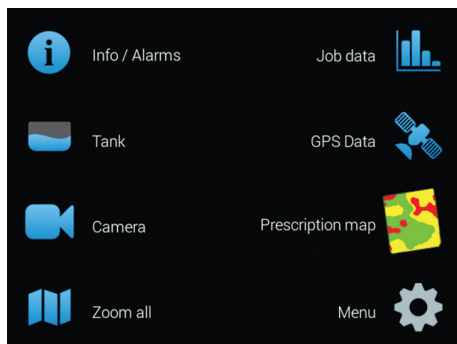 Info / Alarms
Job data
Tank
GPS Data
Camera
Prescription map
Zoom all
Menu